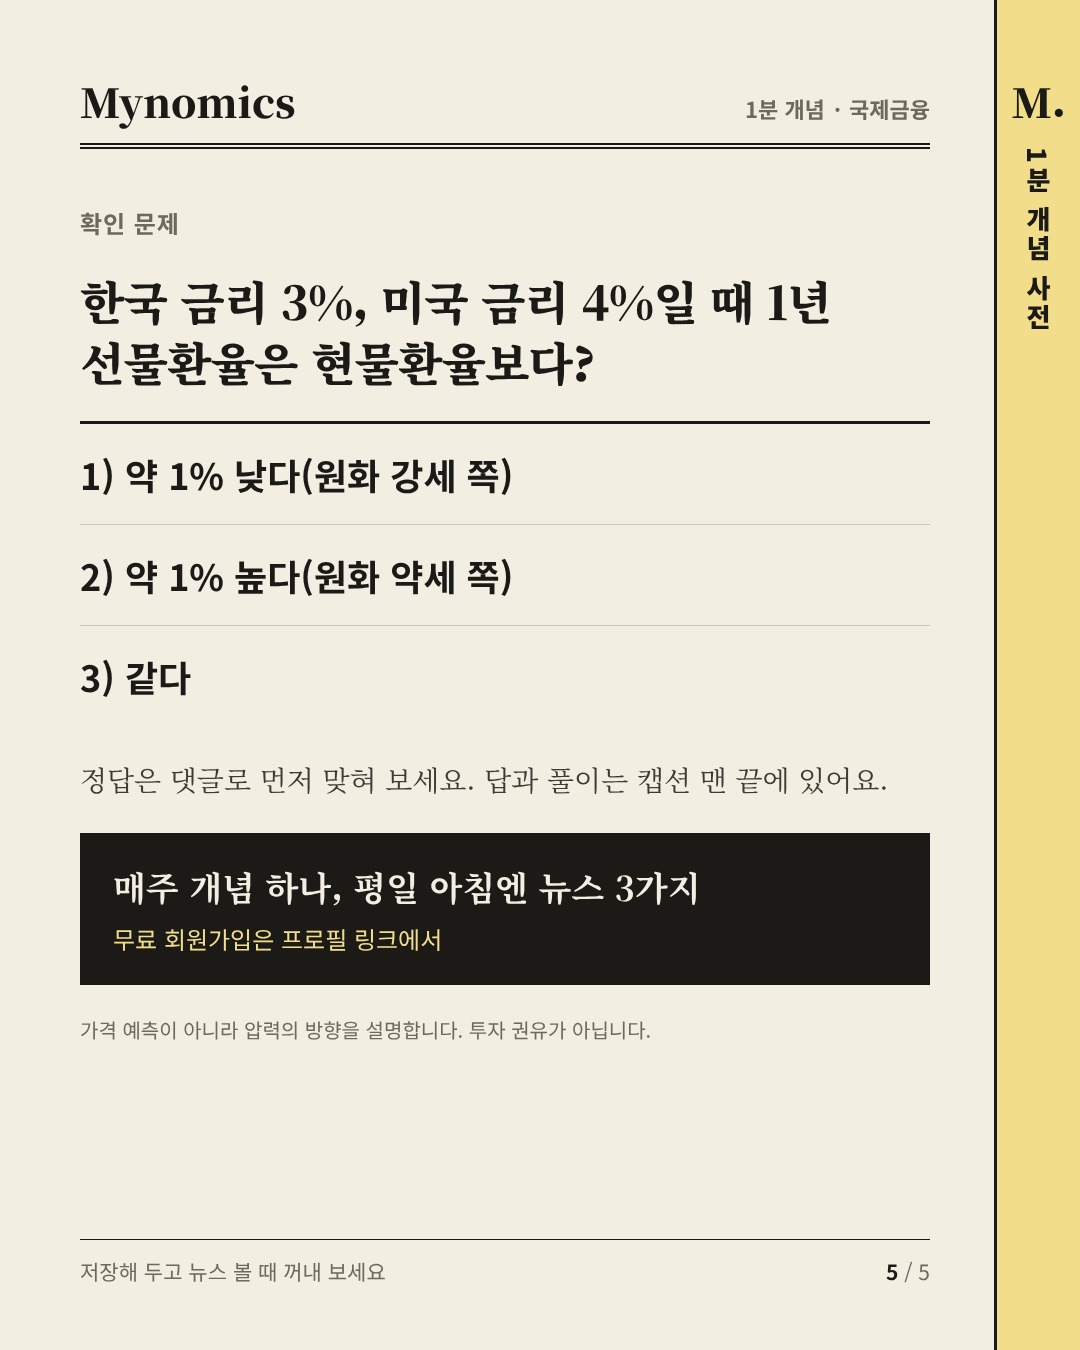 Mynomics
1분 개념 · 국제금융
확인 문제
한국 금리 3%, 미국 금리 4%일 때 1년
선물환율은 현물환율보다?
1) 약 1% 낮다(원화 강세 쪽)
2) 약 1% 높다(원화 약세 쪽)
3) 같다
정답은 댓글로 먼저 맞혀 보세요. 답과 풀이는 캡션 맨 끝에 있어요.
매주 개념 하나, 평일 아침엔 뉴스 3가지
무료 회원가입은 프로필 링크에서
가격 예측이 아니라 압력의 방향을 설명합니다. 투자 권유가 아닙니다.
저장해 두고 뉴스 볼 때 꺼내 보세요
5 / 5
M.
1분 개념 사전